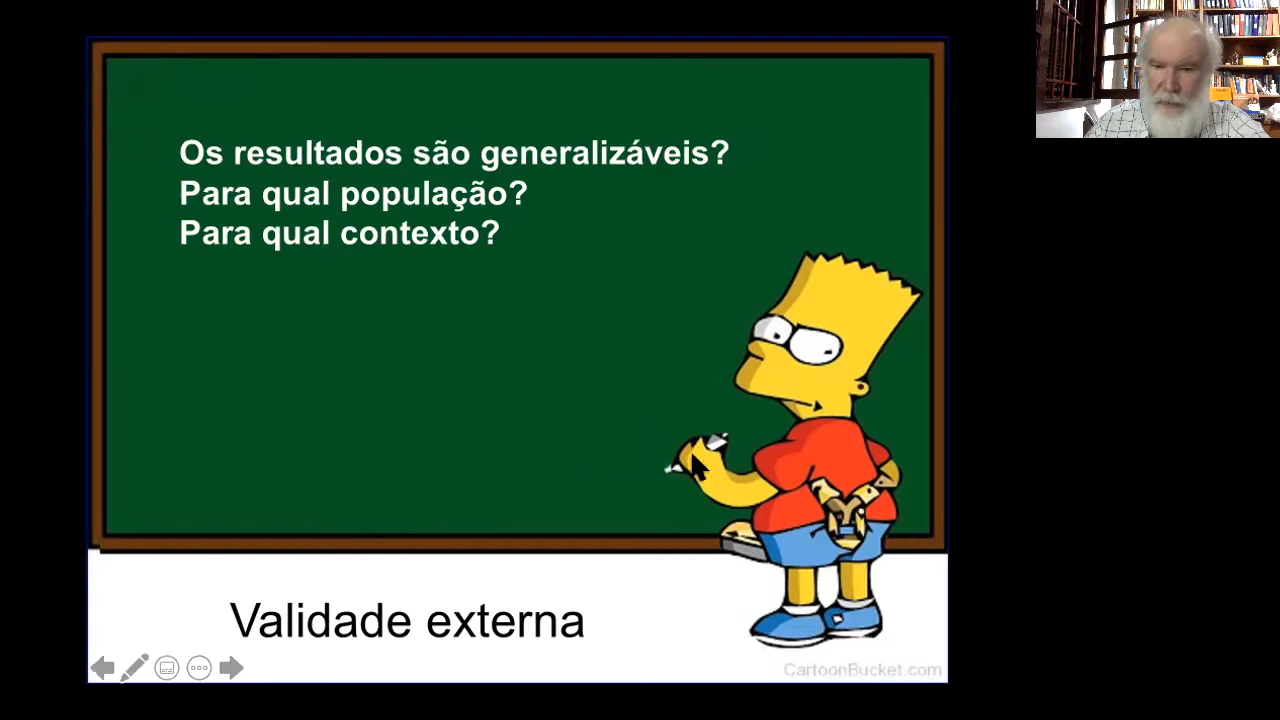 Os resultados são generalizáveis?
Para qual população?
Para qual contexto?
Validade externa
CartoonBucket.com